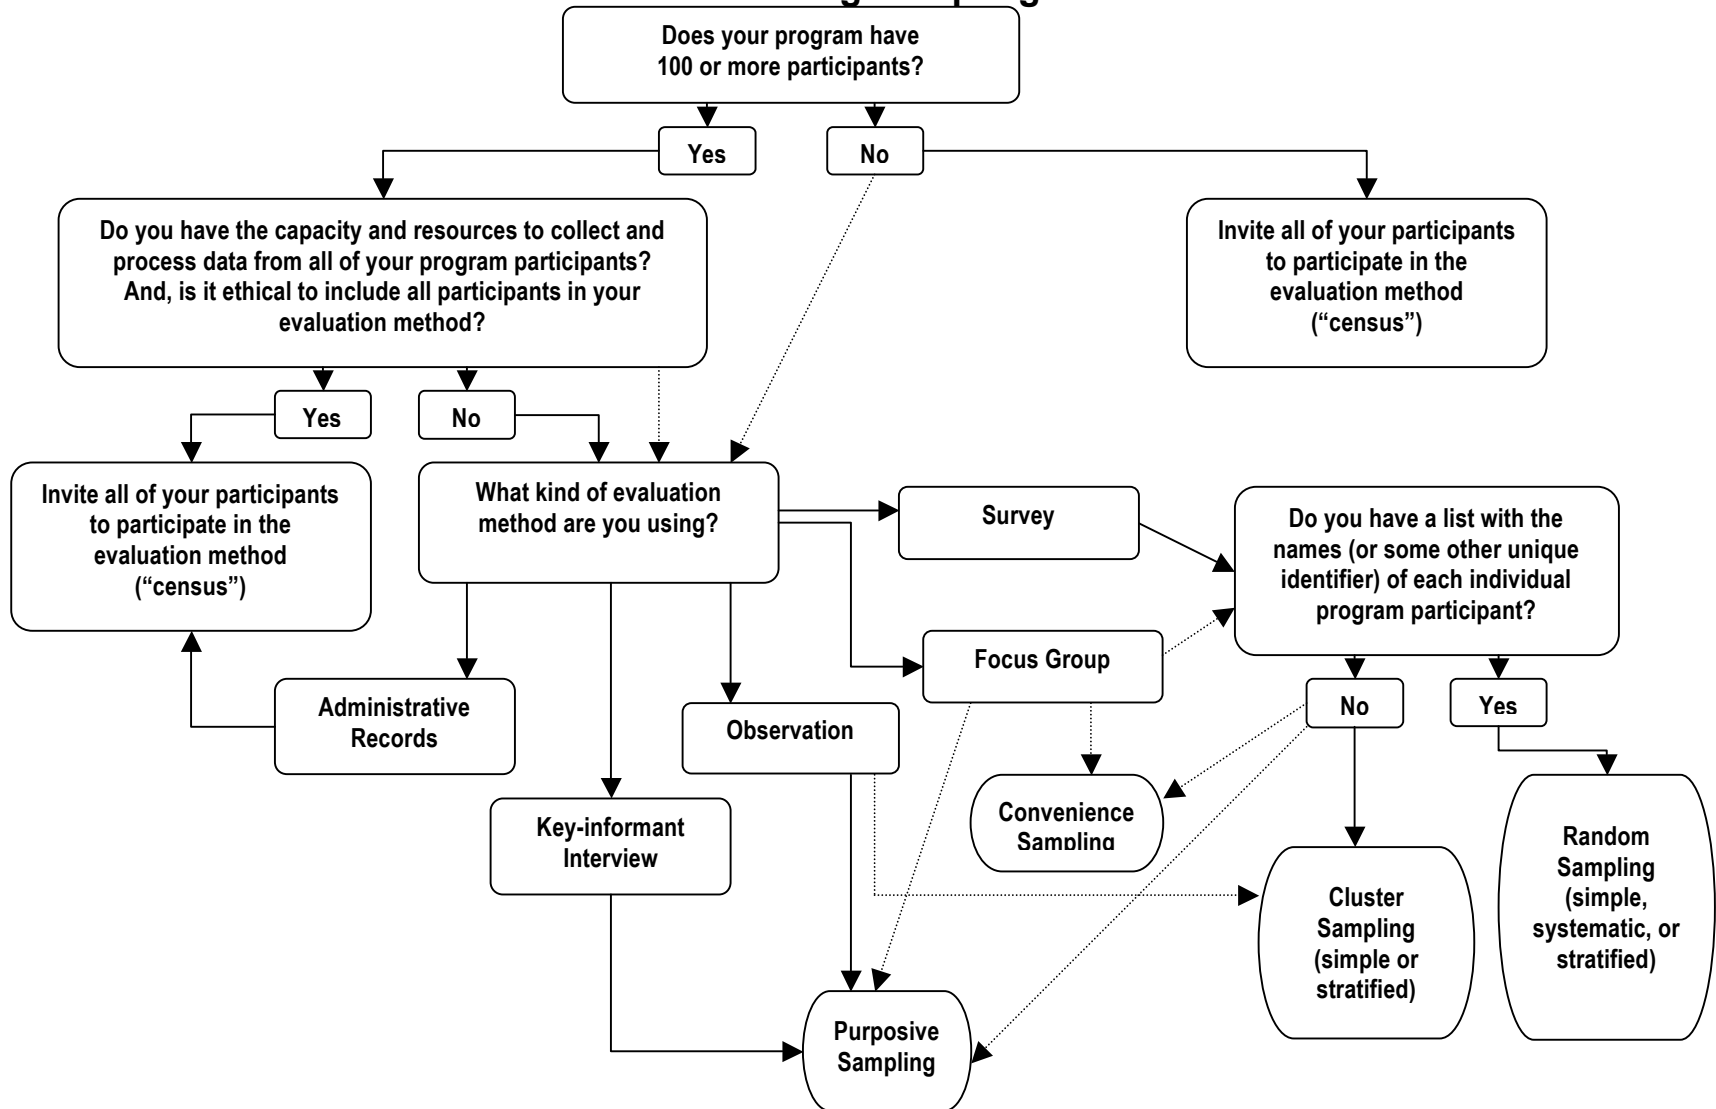 Does your program have
100 or more participants?
Yes
No
Do you have the capacity and resources to collect and
process data from all of your program participants?
And, is it ethical to include all participants in your
evaluation method?
Invite all of your participants
to participate in the
evaluation method
(“census”)
Yes
No
Invite all of your participants
to participate in the
evaluation method
(“census”)
What kind of evaluation
method are you using?
Survey
Do you have a list with the
names (or some other unique
identifier) of each individual
program participant?
Focus Group
Administrative
Records
Observation
No
Yes
Key-informant
Interview
Convenience
Sampling
Random
Sampling
(simple,
systematic, or
stratified)
Cluster
Sampling
(simple or
stratified)
Purposive
Sampling